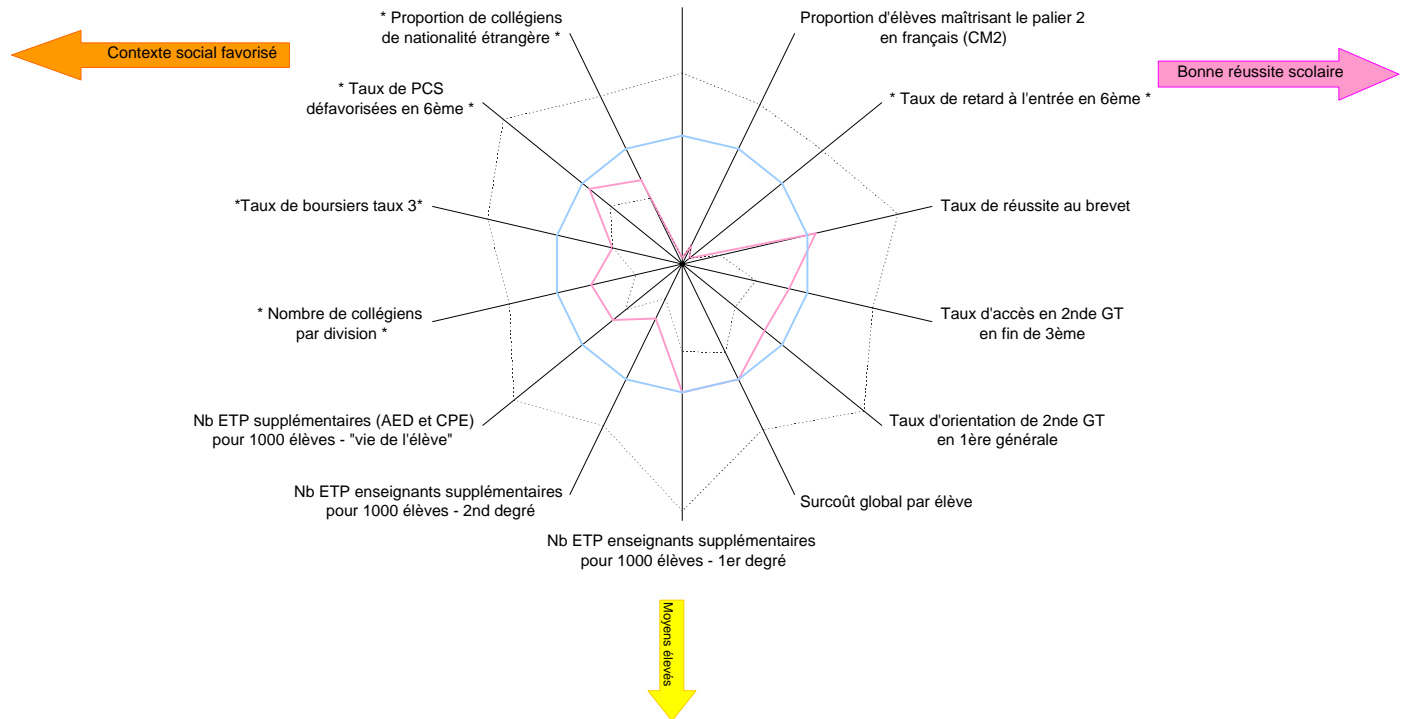 * Proportion de collégiens
de nationalité étrangère *
Proportion d'élèves maîtrisant le palier 2
en français (CM2)
Contexte social favorisé
Bonne réussite scolaire
* Taux de PCS
défavorisées en 6ème *
* Taux de retard à l'entrée en 6ème *
*Taux de boursiers taux 3*
Taux de réussite au brevet
* Nombre de collégiens
par division *
Taux d'accès en 2nde GT
en fin de 3ème
Nb ETP supplémentaires (AED et CPE)
pour 1000 élèves - "vie de l'élève"
Taux d'orientation de 2nde GT
en 1ère générale
Nb ETP enseignants supplémentaires
pour 1000 élèves - 2nd degré
Surcoût global par élève
Nb ETP enseignants supplémentaires
pour 1000 élèves - 1er degré
Moyens élevés